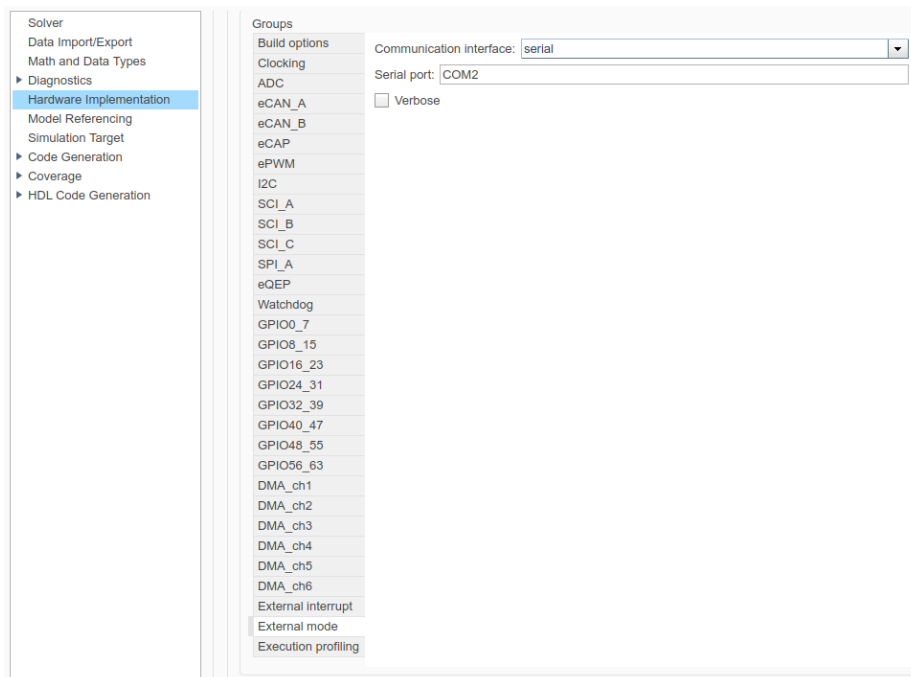 Solver
Data Import/Export
Math and Data Types
Diagnostics
Hardware Implementation
Model Referencing
Simulation Target
Code Generation
Coverage
HDL Code Generation
Groups
Build options
Clocking
ADC
eCAN_A
eCAN_B
eCAP
ePWM
I2C
SCI_A
SCI_B
SCI_C
SPI_A
eQEP
Watchdog
GPIO0_7
GPIO8_15
GPIO16_23
GPIO24_31
GPIO32_39
GPIO40_47
GPIO48_55
GPIO56_63
DMA_ch1
DMA_ch2
DMA_ch3
DMA_ch4
DMA_ch5
DMA_ch6
External interrupt
External mode
Execution profiling
Communication interface: serial
Serial port: COM2
Verbose